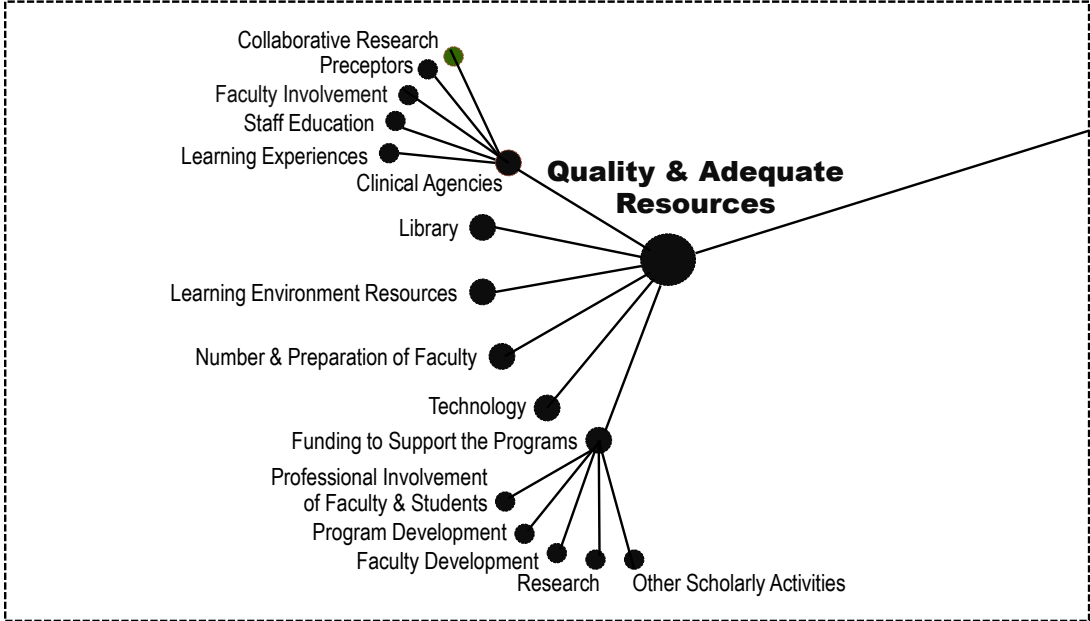 Collaborative Research
Preceptors
Faculty Involvement
Staff Education
Learning Experiences
Clinical Agencies
Quality & Adequate
Resources
Library
Learning Environment Resources
Number & Preparation of Faculty
Technology
Funding to Support the Programs
Professional Involvement
of Faculty & Students
Program Development
Faculty Development
Research
Other Scholarly Activities